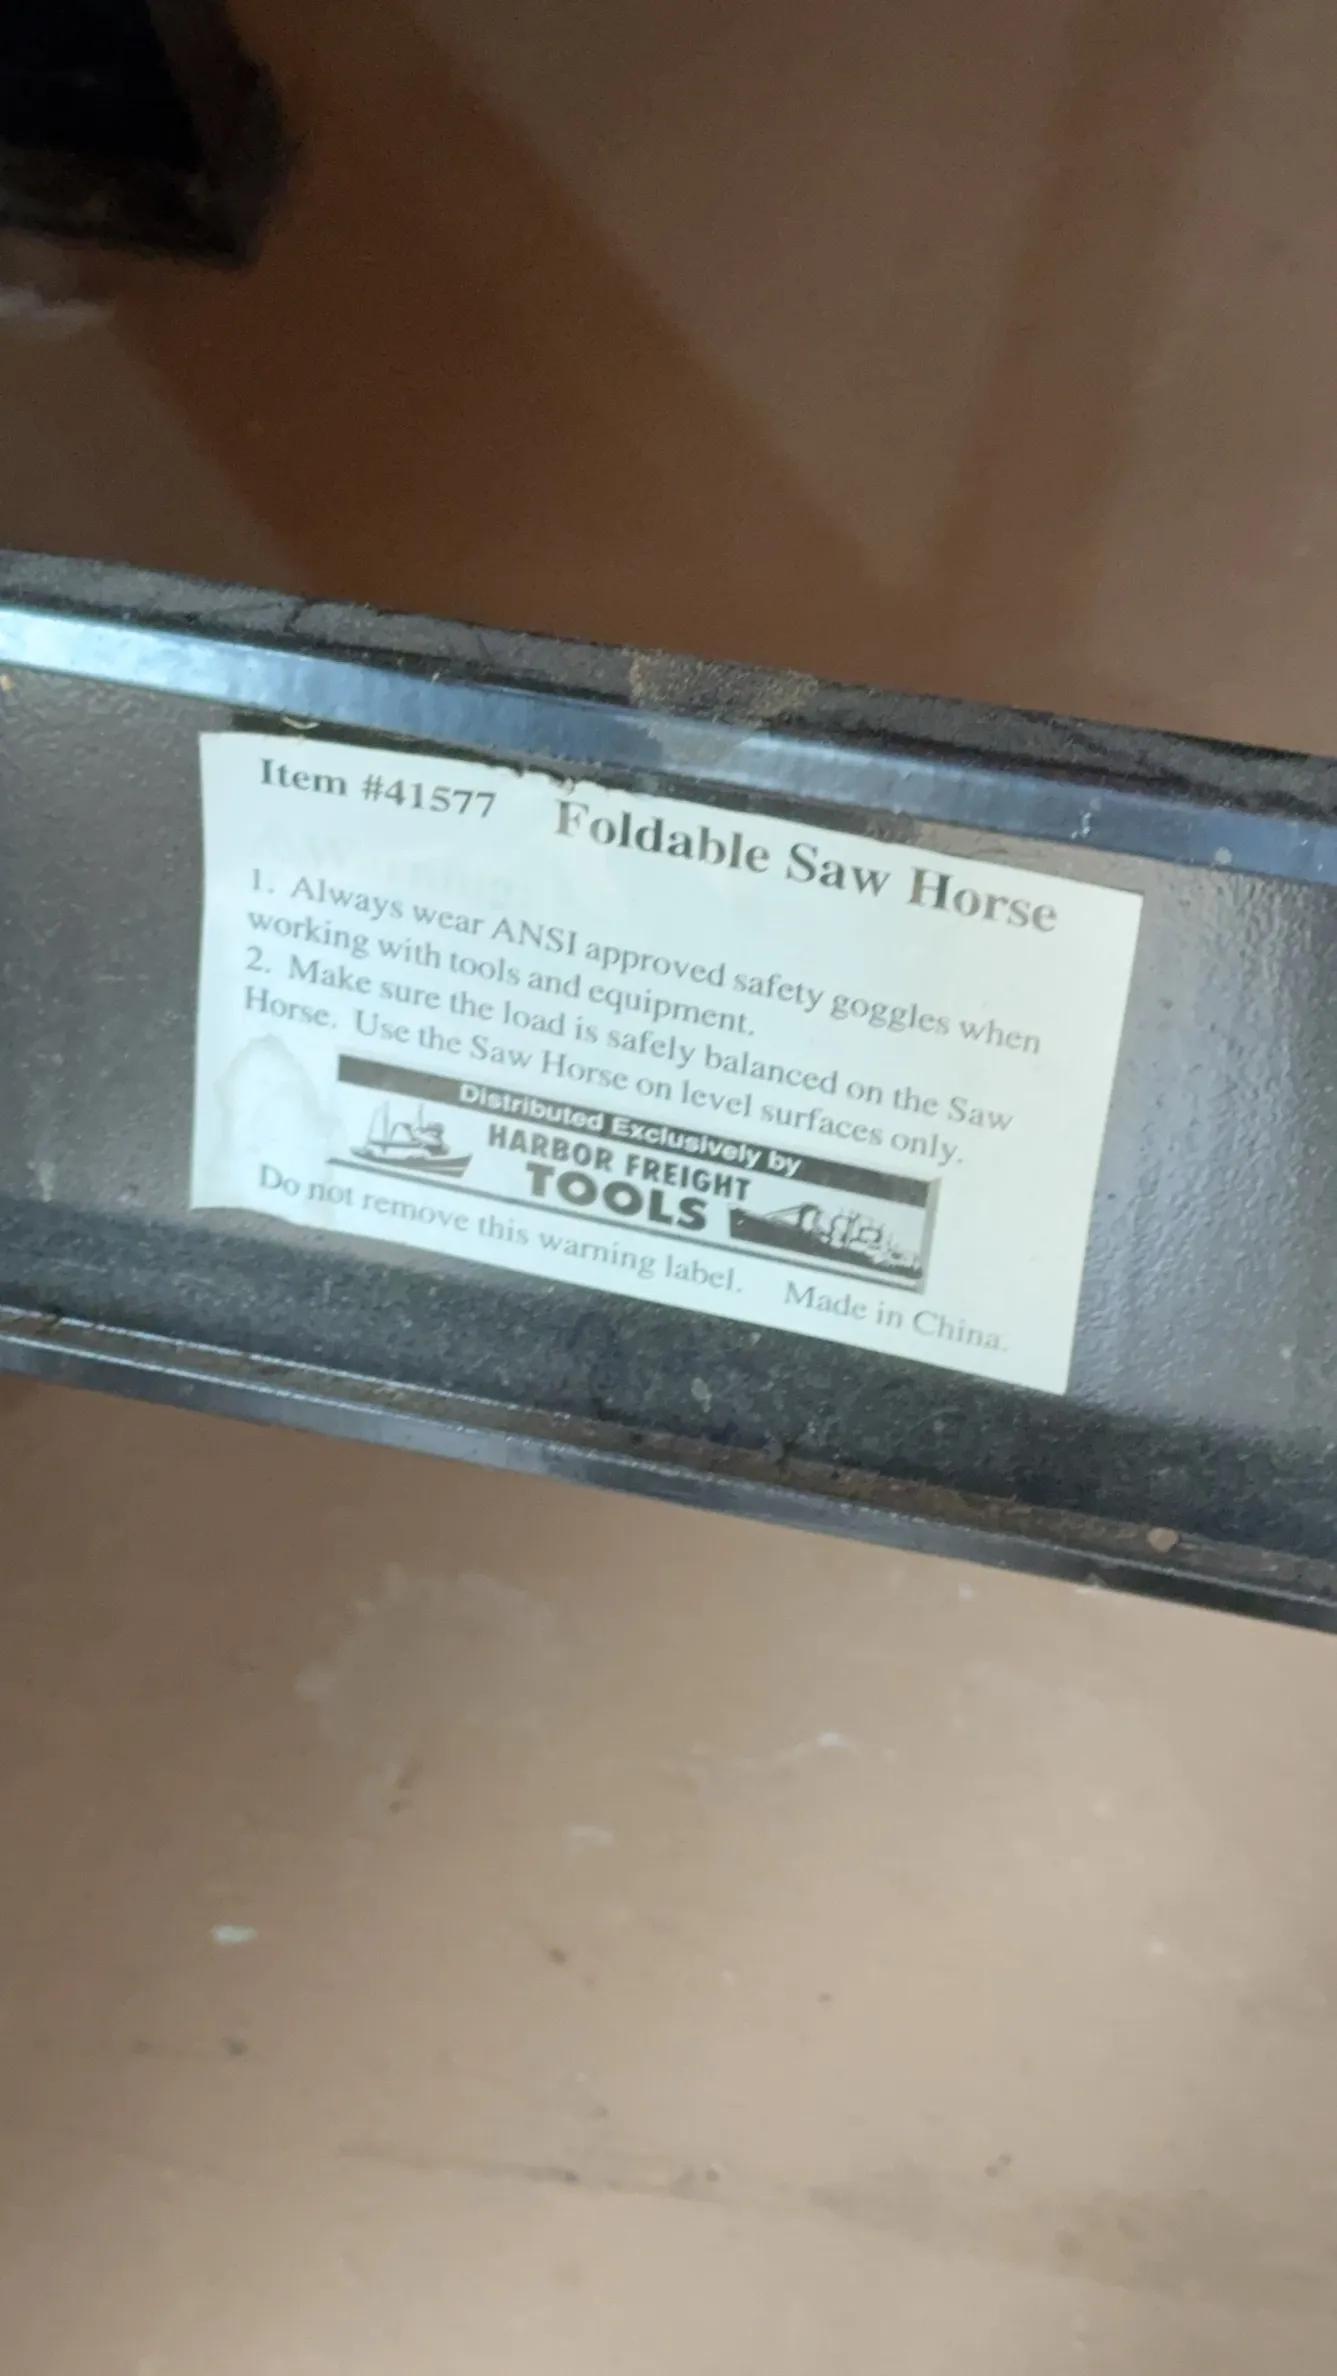 Item #41577 Foldable Saw Horse
1. Always wear ANSI approved safety goggles when
working with tools and equipment.
2. Make sure the load is safely balanced on the Saw
Horse. Use the Saw Horse on level surfaces only.
Distributed Exclusively by
HARBOR FREIGHT
TOOLS
Do not remove this warning label. Made in China.